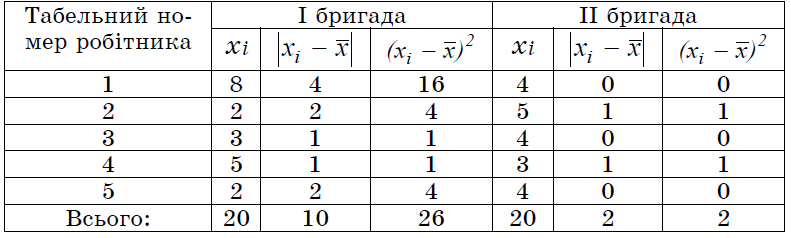 Табельний но- I бригада II бригада
мер робітника xi |xi – x̅| (xi – x̅)2 xi |xi – x̅| (xi – x̅)2
1 8 4 16 4 0 0
2 2 2 4 5 1 1
3 3 1 1 4 0 0
4 5 1 1 3 1 1
5 2 2 4 4 0 0
Всього: 20 10 26 20 2 2